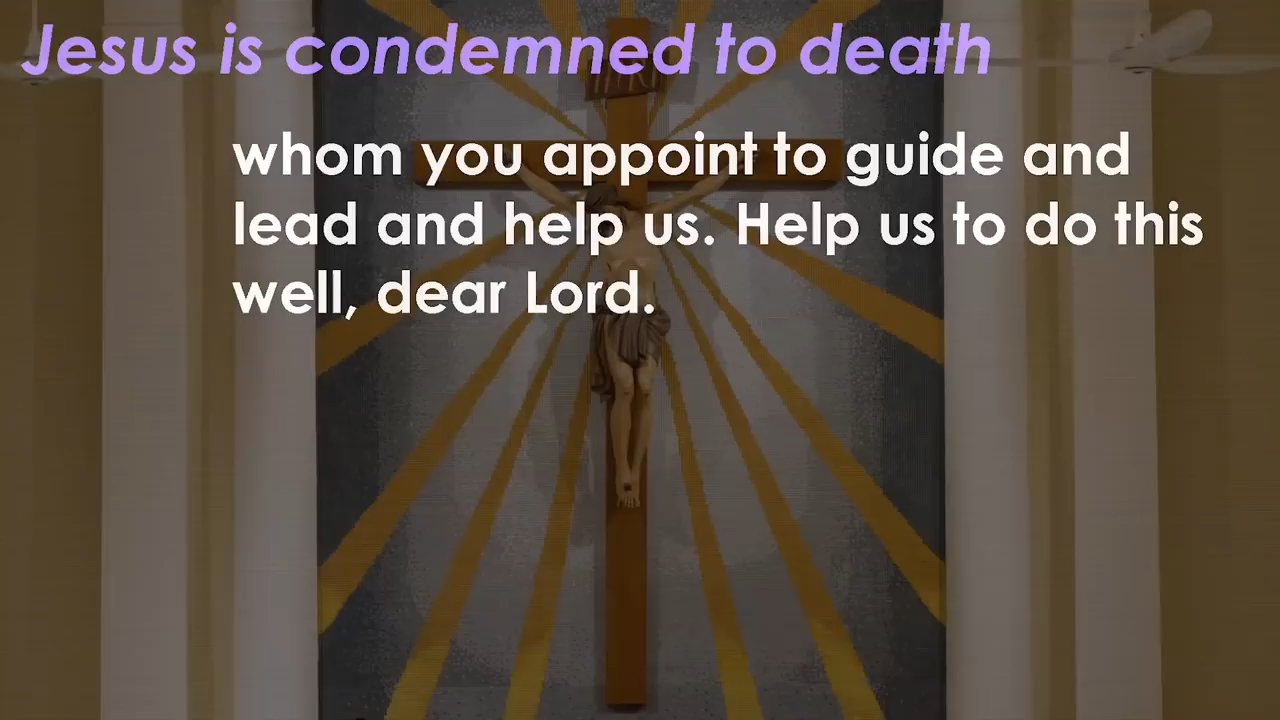 Jesus is condemned to death
INRI
whom you appoint to guide and
lead and help us. Help us to do this
well, dear Lord.